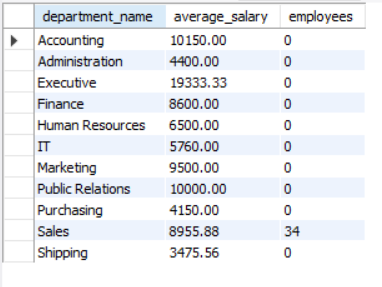 department_name average_salary employees
Accounting 10150.00 0
Administration 4400.00 0
Executive 19333.33 0
Finance 8600.00 0
Human Resources 6500.00 0
IT 5760.00 0
Marketing 9500.00 0
Public Relations 10000.00 0
Purchasing 4150.00 0
Sales 8955.88 34
Shipping 3475.56 0